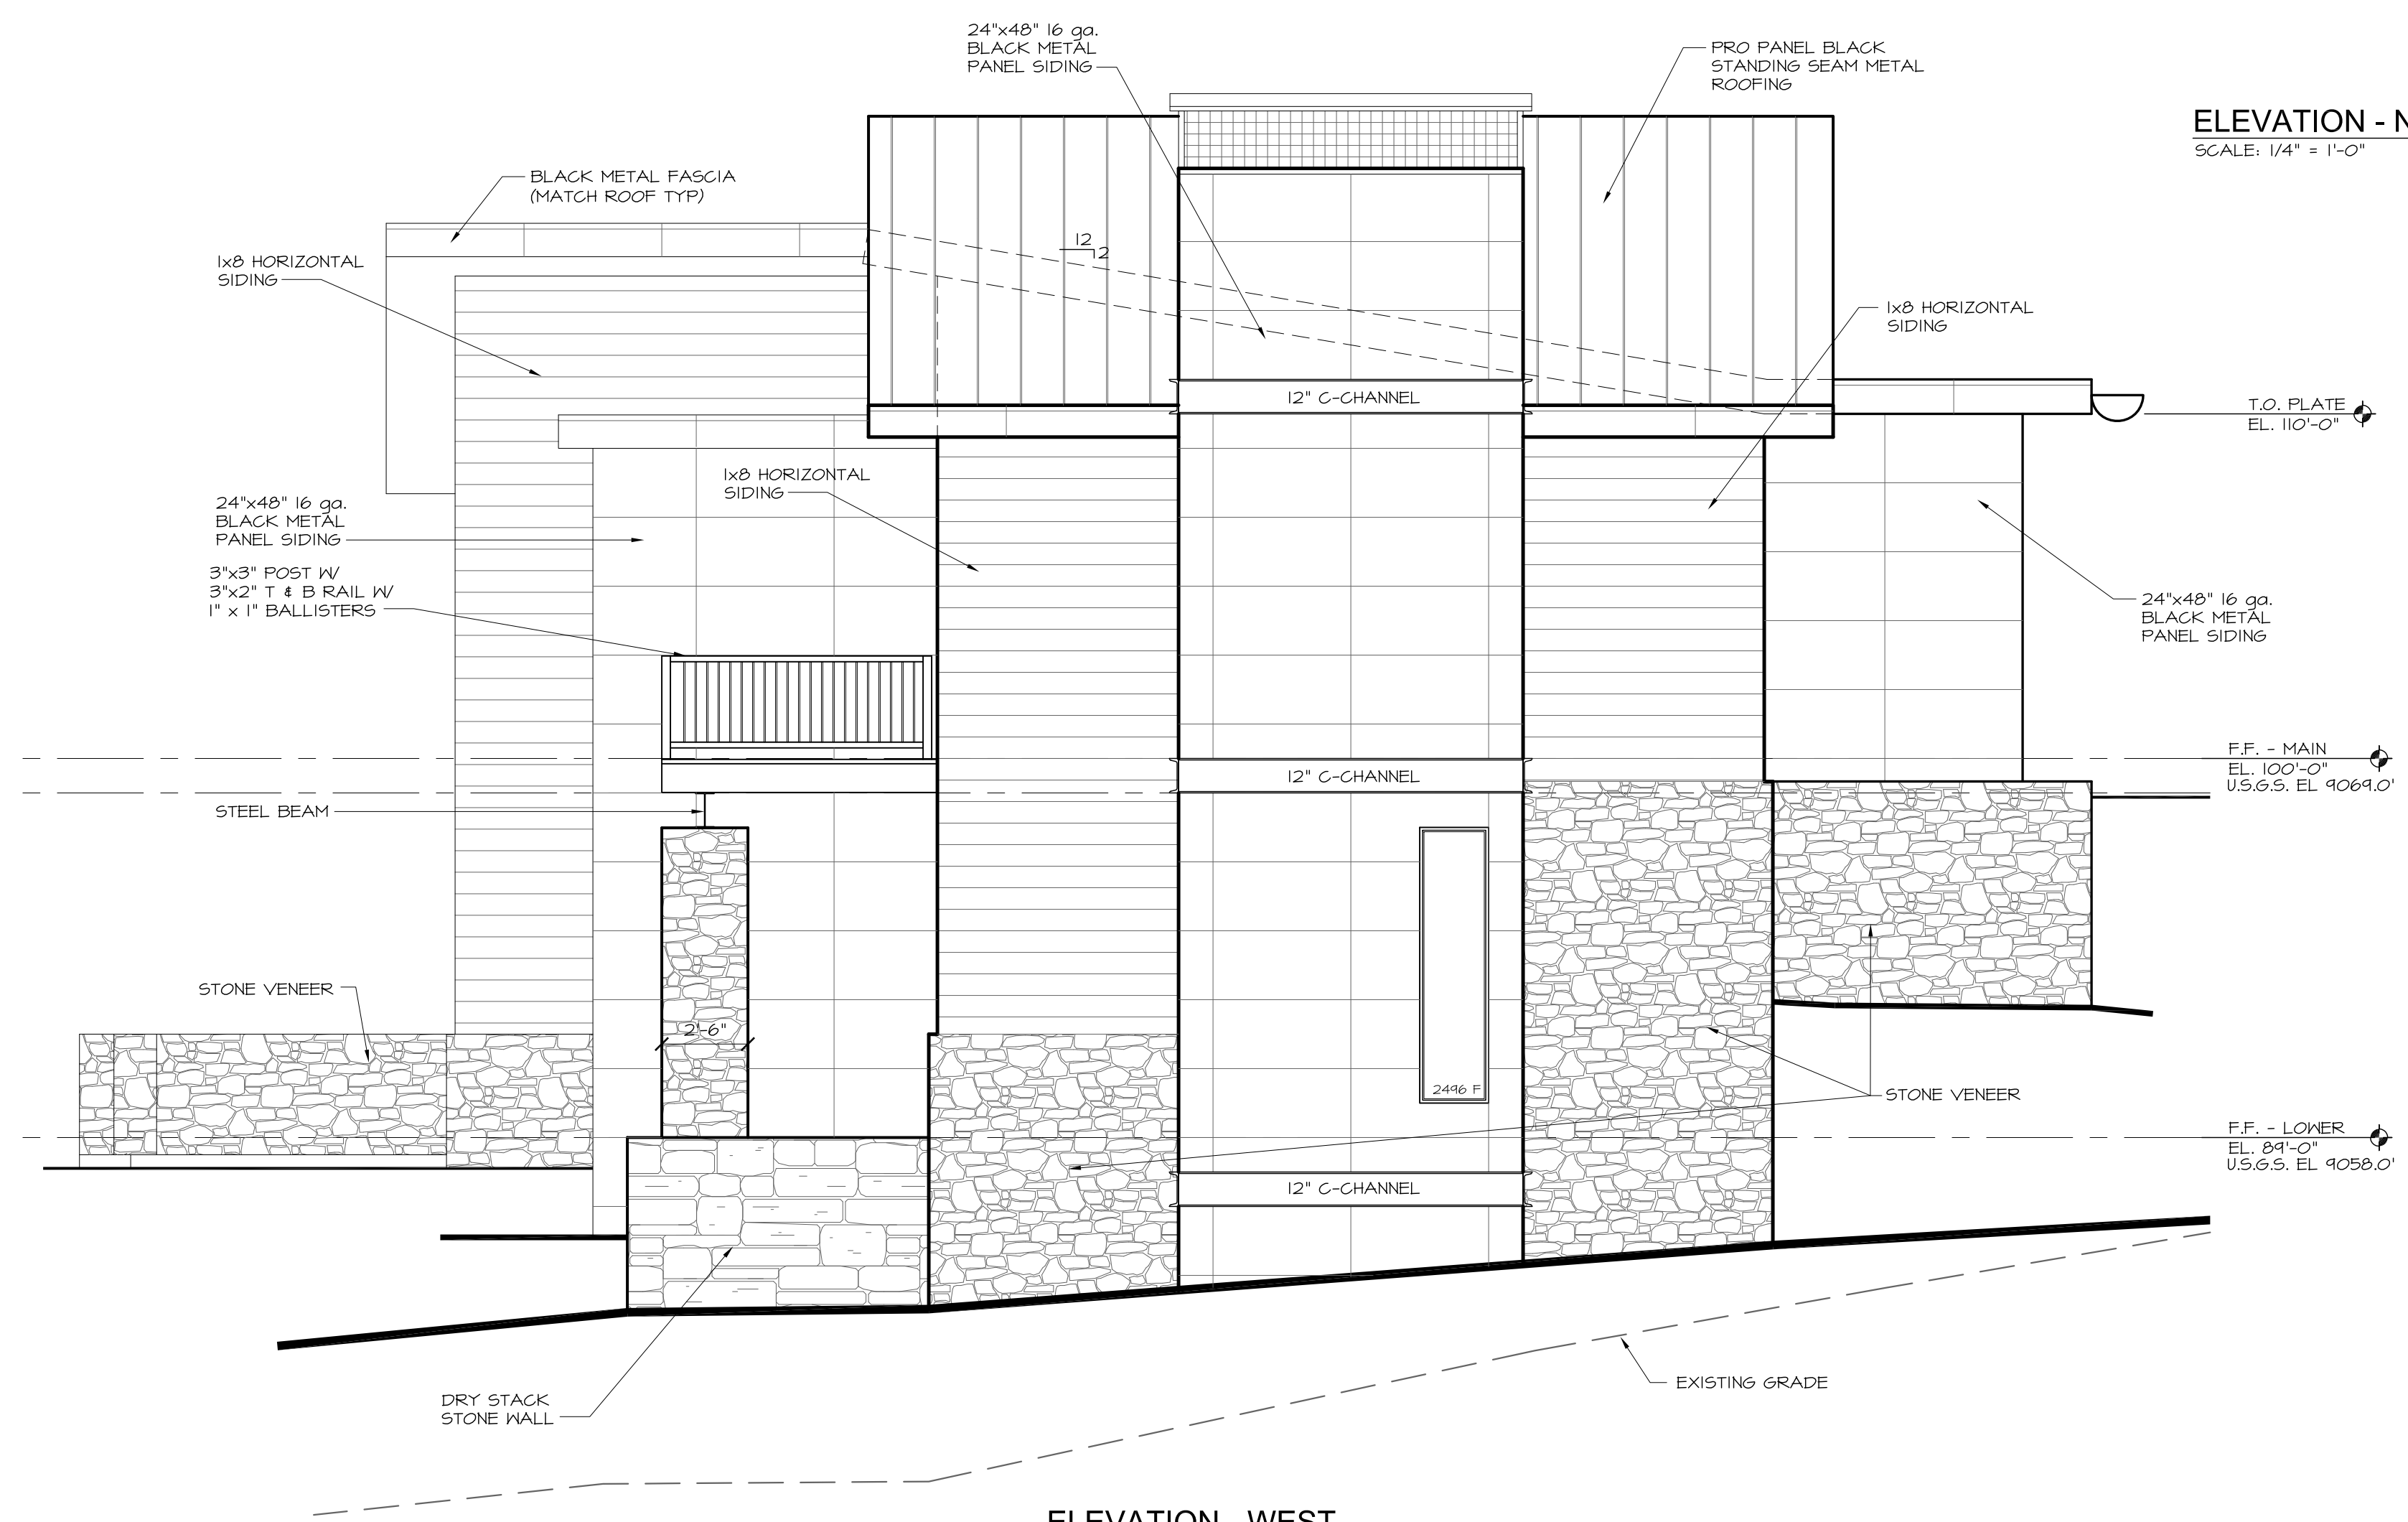 24"x48" 16 ga.
BLACK METAL
PANEL SIDING
PRO PANEL BLACK
STANDING SEAM METAL
ROOFING
ELEVATION - N
SCALE: 1/4" = 1'-0"
BLACK METAL FASCIA
(MATCH ROOF TYP)
12
2
1x8 HORIZONTAL
SIDING
1x8 HORIZONTAL
SIDING
12" C-CHANNEL
T.O. PLATE
EL. 110'-0"
1x8 HORIZONTAL
SIDING
24"x48" 16 ga.
BLACK METAL
PANEL SIDING
3"x3" POST W/
3"x2" T & B RAIL W/
1" x 1" BALLISTERS
24"x48" 16 ga.
BLACK METAL
PANEL SIDING
F.F. - MAIN
EL. 100'-0"
U.S.G.S. EL 9069.0'
12" C-CHANNEL
STEEL BEAM
STONE VENEER
2'-6"
2496 F
STONE VENEER
F.F. - LOWER
EL. 89'-0"
U.S.G.S. EL 9058.0'
12" C-CHANNEL
DRY STACK
STONE WALL
EXISTING GRADE
ELEVATION - WEST